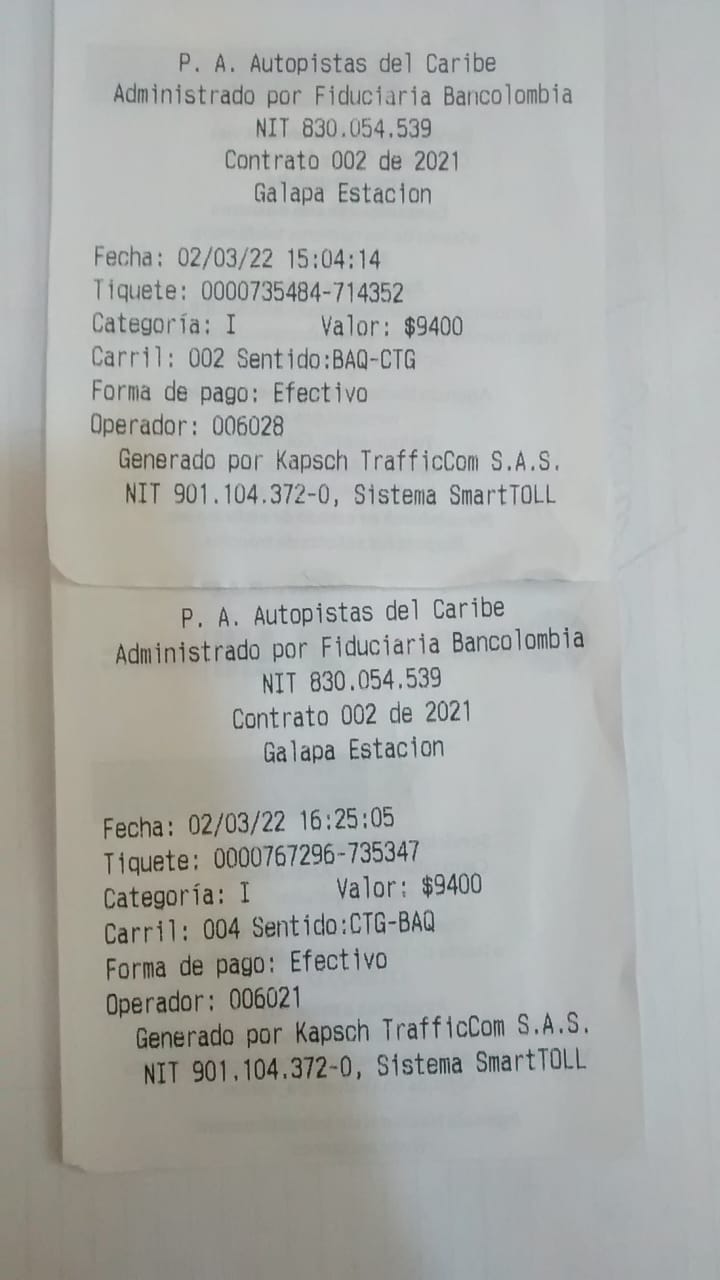 P. A. Autopistas del Caribe
Administrado por Fiduciaria Bancolombia
NIT 830.054.539
Contrato 002 de 2021
Galapa Estacion
Fecha: 02/03/22 15:04:14
Tiquete: 0000735484-714352
Categoría: I Valor: $9400
Carril: 002 Sentido:BAQ-CTG
Forma de pago: Efectivo
Operador: 006028
Generado por Kapsch TrafficCom S.A.S.
NIT 901.104.372-0, Sistema SmartTOLL
P. A. Autopistas del Caribe
Administrado por Fiduciaria Bancolombia
NIT 830.054.539
Contrato 002 de 2021
Galapa Estacion
Fecha: 02/03/22 16:25:05
Tiquete: 0000767296-735347
Categoría: I Valor: $9400
Carril: 004 Sentido:CTG-BAQ
Forma de pago: Efectivo
Operador: 006021
Generado por Kapsch TrafficCom S.A.S.
NIT 901.104.372-0, Sistema SmartTOLL